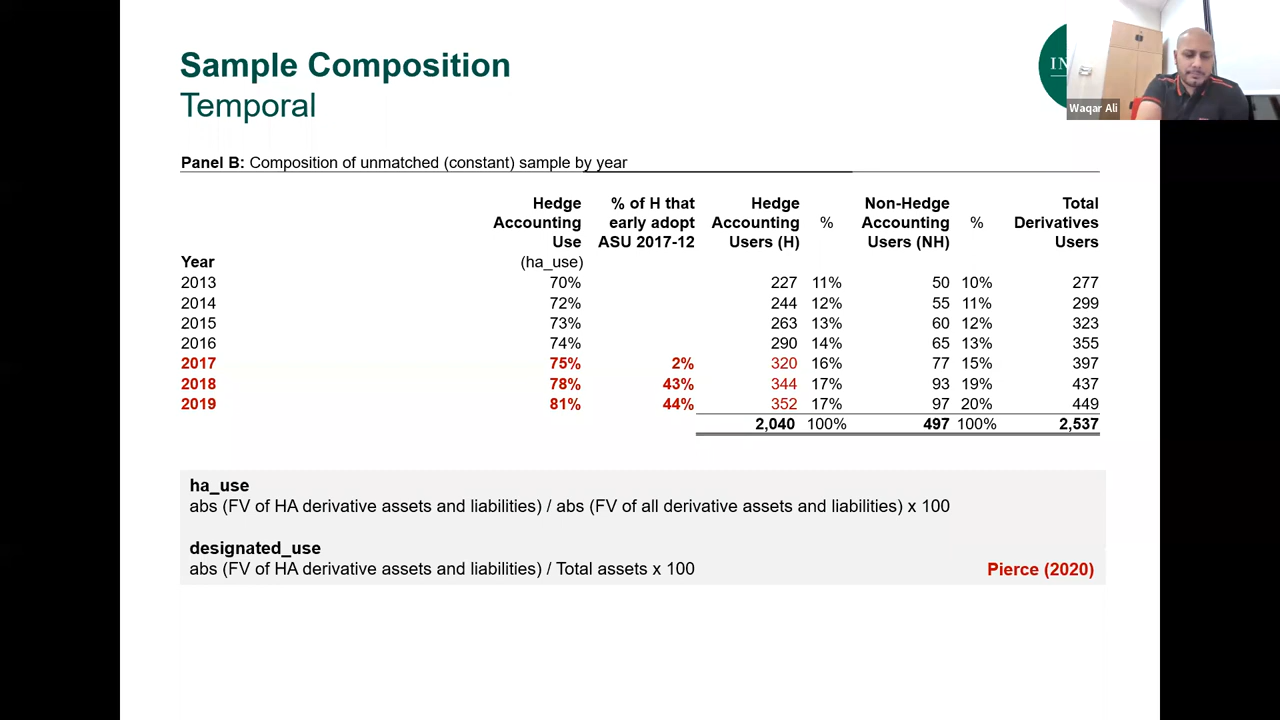 Sample Composition
Temporal
IN
Waqar Ali
Panel B: Composition of unmatched (constant) sample by year
Hedge Accounting Use (ha_use) % of H that early adopt ASU 2017-12 Hedge Accounting Users (H) % Non-Hedge Accounting Users (NH) % Total Derivatives Users
Year
2013 70% 227 11% 50 10% 277
2014 72% 244 12% 55 11% 299
2015 73% 263 13% 60 12% 323
2016 74% 290 14% 65 13% 355
2017 75% 2% 320 16% 77 15% 397
2018 78% 43% 344 17% 93 19% 437
2019 81% 44% 352 17% 97 20% 449
2,040 100% 497 100% 2,537
ha_use
abs (FV of HA derivative assets and liabilities) / abs (FV of all derivative assets and liabilities) x 100
designated_use
abs (FV of HA derivative assets and liabilities) / Total assets x 100
Pierce (2020)